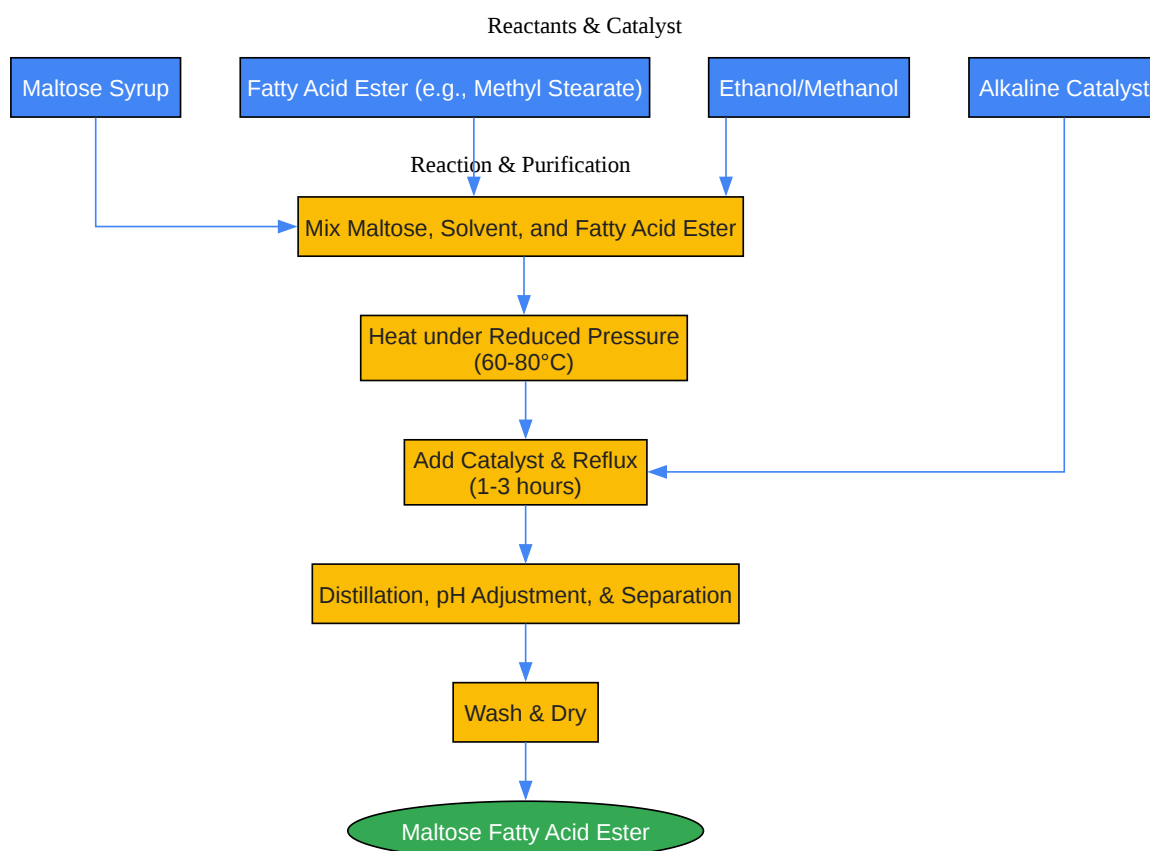 Reactants & Catalyst
Maltose Syrup
Fatty Acid Ester (e.g., Methyl Stearate)
Ethanol/Methanol
Alkaline Catalyst
Reaction & Purification
Mix Maltose, Solvent, and Fatty Acid Ester
Heat under Reduced Pressure
(60-80°C)
Add Catalyst & Reflux
(1-3 hours)
Distillation, pH Adjustment, & Separation
Wash & Dry
Maltose Fatty Acid Ester